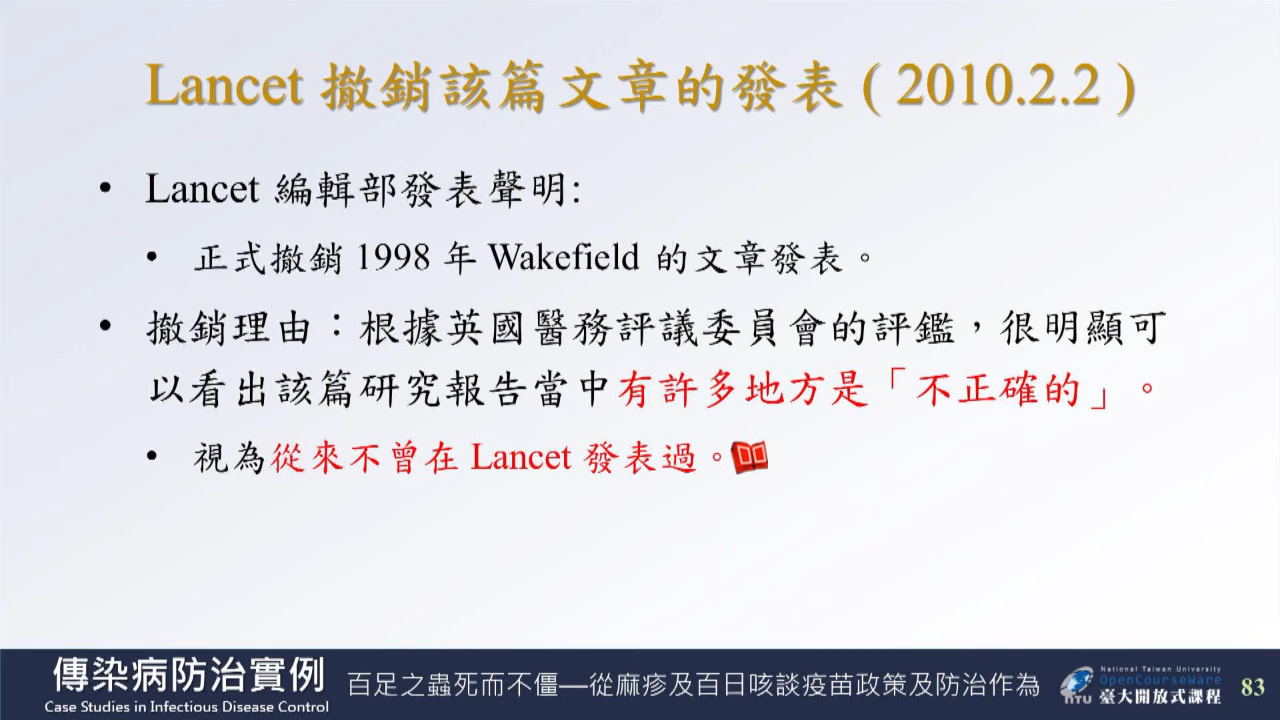 Lancet 撤銷該篇文章的發表 ( 2010.2.2 )
• Lancet 編輯部發表聲明:
• 正式撤銷 1998 年 Wakefield 的文章發表。
• 撤銷理由：根據英國醫務評議委員會的評鑑，很明顯可
以看出該篇研究報告當中有許多地方是「不正確的」。
• 視為從來不曾在 Lancet 發表過。
傳染病防治實例
Case Studies in Infectious Disease Control
百足之蟲死而不僵—從麻疹及百日咳談疫苗政策及防治作為
National Taiwan University
OpenCourseWare
NTU 臺大開放式課程
83